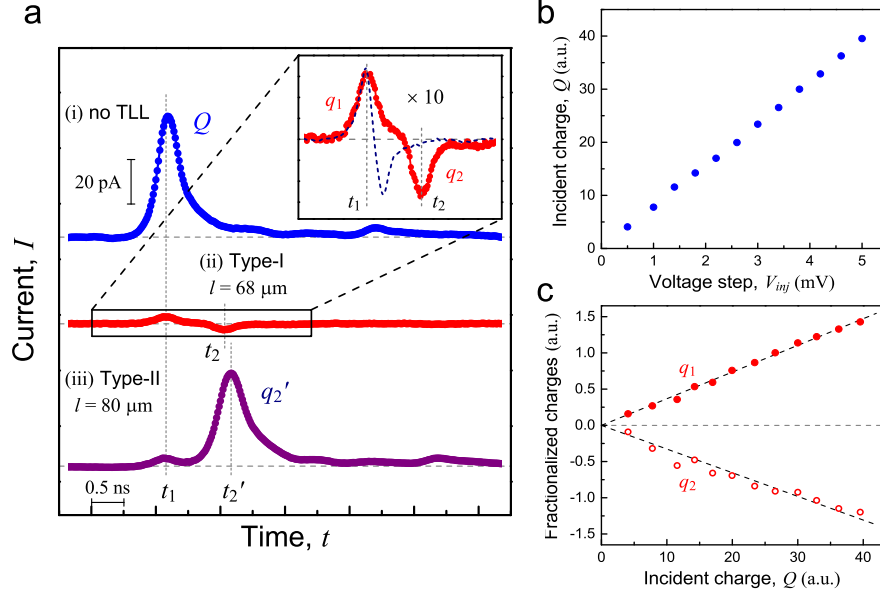 a
(i) no TLL
Q
20 pA
q1
× 10
q2
t1
t2
(ii) Type-I
l = 68 μm
t2
(iii) Type-II
l = 80 μm
q2′
0.5 ns
t1
t2′
Current, I
Time, t
b
Incident charge, Q (a.u.)
40
30
20
10
0
0 1 2 3 4 5
Voltage step, Vinj (mV)
c
Fractionalized charges (a.u.)
1.5
1.0
0.5
0.0
-0.5
-1.0
-1.5
q1
q2
0 10 20 30 40
Incident charge, Q (a.u.)